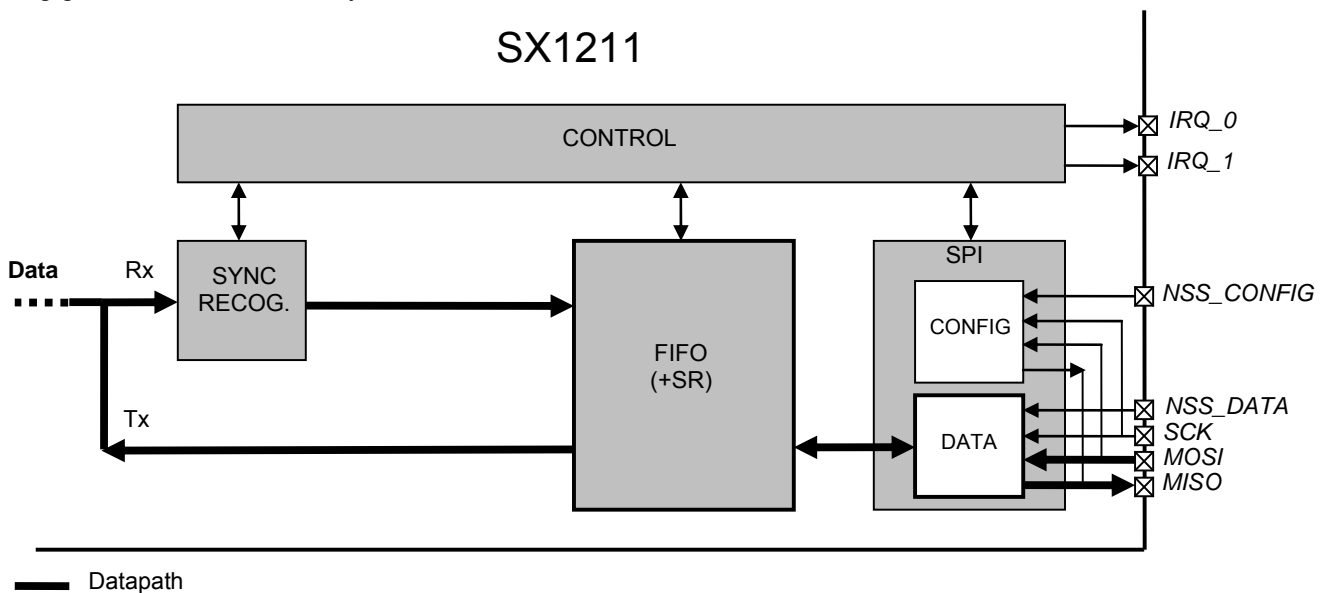 SX1211
CONTROL
IRQ_0
IRQ_1
Data
Rx
SYNC
RECOG.
SPI
NSS_CONFIG
CONFIG
FIFO
(+SR)
Tx
DATA
NSS_DATA
SCK
MOSI
MISO
Datapath